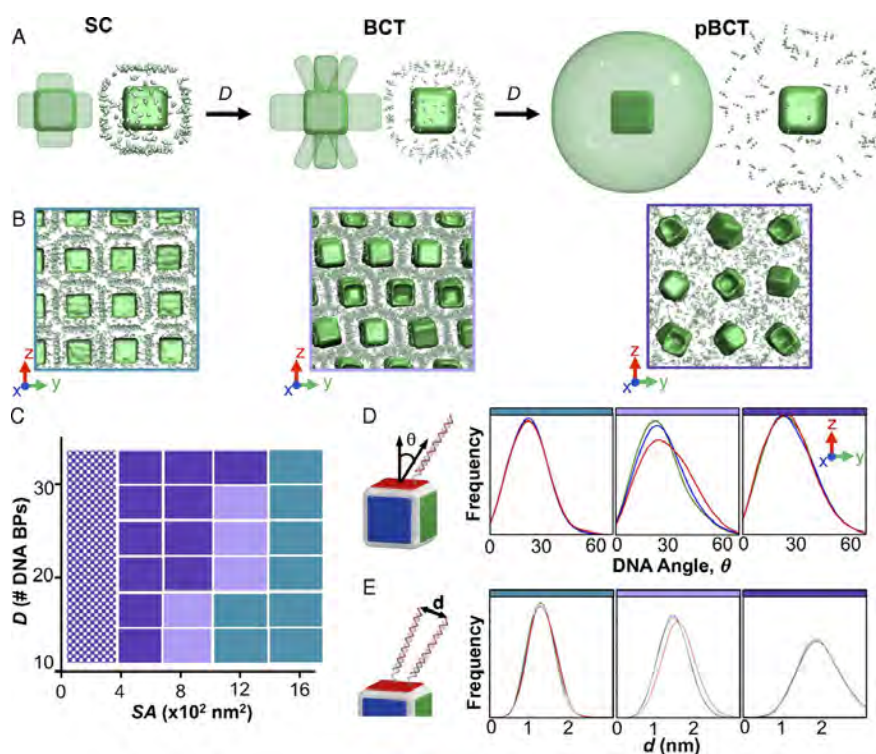 A
SC
BCT
pBCT
D
D
B
z
x
y
z
x
y
z
x
y
C
D (# DNA BPs)
30
20
10
0
4
8
12
16
SA (x10² nm²)
D
θ
Frequency
z
x
y
0
30
60
0
30
60
0
30
60
DNA Angle, θ
E
d
Frequency
0
1
2
0
1
2
0
1
2
d (nm)